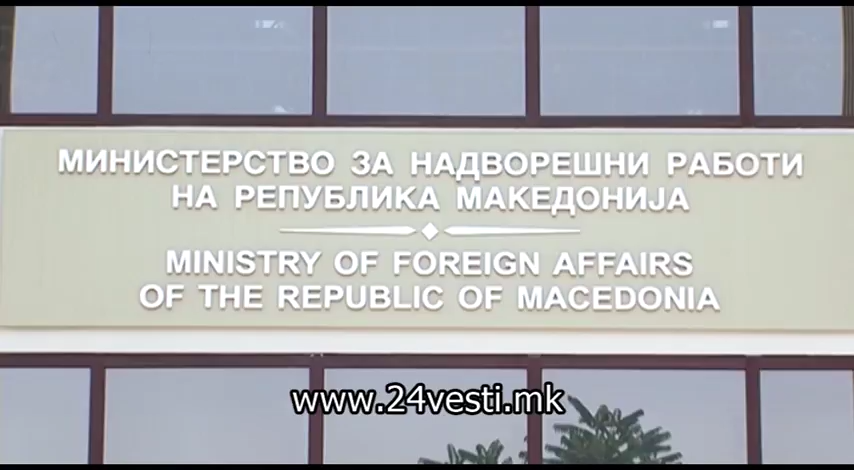 МИНИСТЕРСТВО ЗА НАДВОРЕШНИ РАБОТИ
НА РЕПУБЛИКА МАКЕДОНИЈА
MINISTRY OF FOREIGN AFFAIRS
OF THE REPUBLIC OF MACEDONIA
www.24vesti.mk